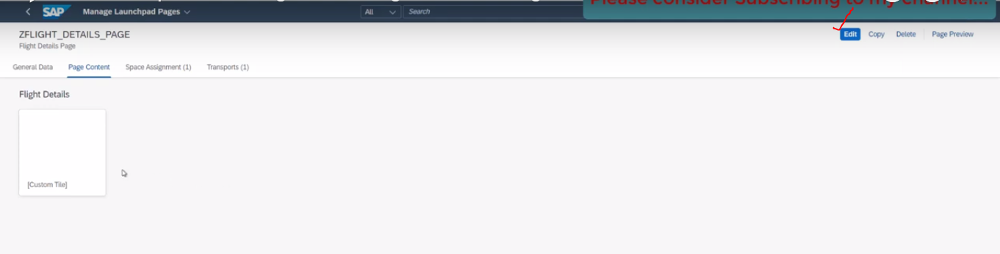 SAP Manage Launchpad Pages All Search
Please consider Subscribing to my channel...
ZFLIGHT_DETAILS_PAGE
Edit Copy Delete Page Preview
Flight Details Page
General Data Page Content Space Assignment (1) Transports (1)
Flight Details
[Custom Tile]